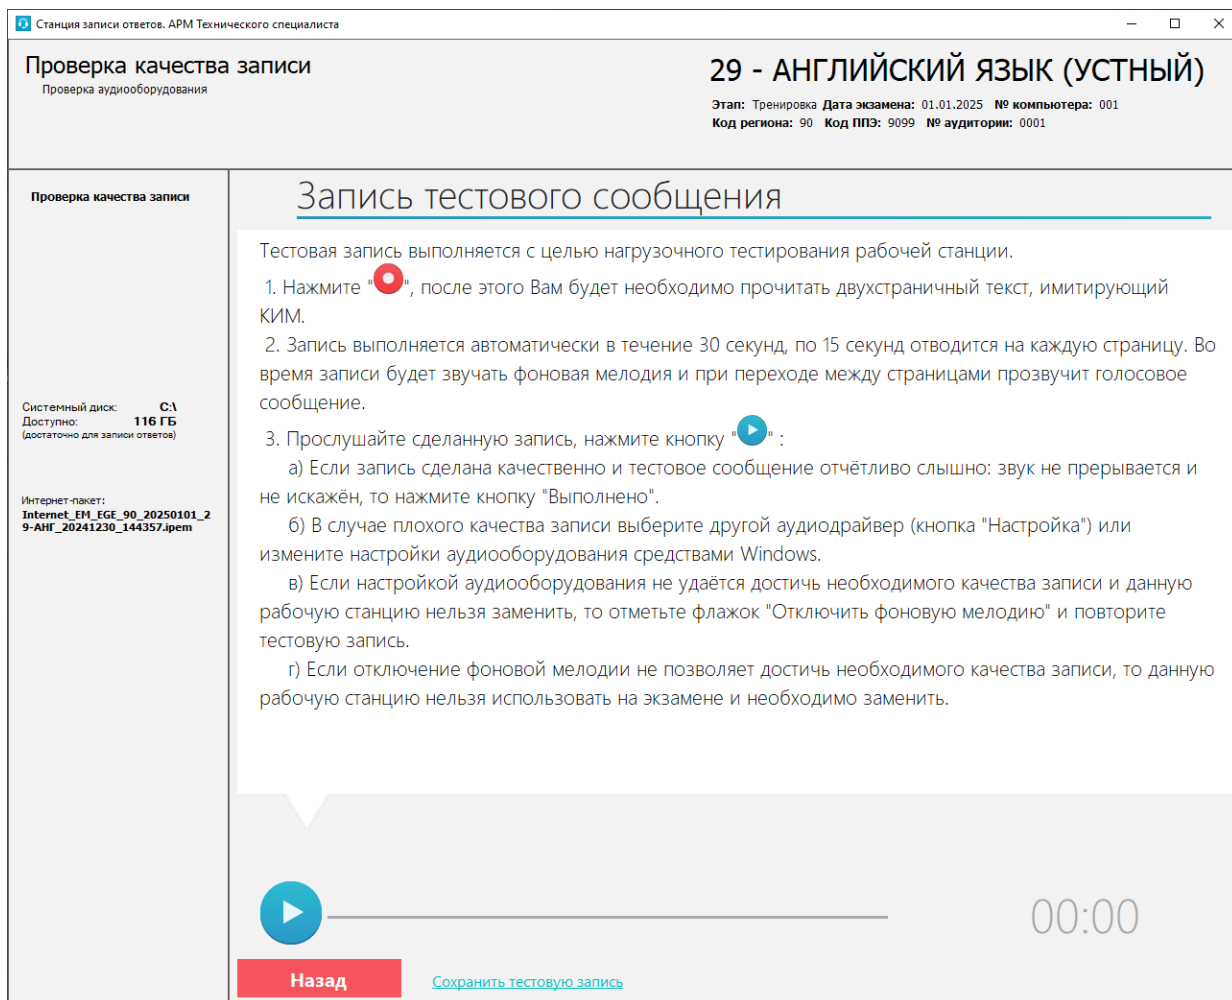 Станция записи ответов. АРМ Технического специалиста
Проверка качества записи
Проверка аудиооборудования
29 - АНГЛИЙСКИЙ ЯЗЫК (УСТНЫЙ)
Этап: Тренировка Дата экзамена: 01.01.2025 № компьютера: 001
Код региона: 90 Код ППЭ: 9099 № аудитории: 0001
Проверка качества записи
Системный диск: C:\
Доступно: 116 ГБ
(достаточно для записи ответов)
Интернет-пакет:
Internet_EM_EGE_90_20250101_2
9-АНГ_20241230_144357.ipem
Запись тестового сообщения
Тестовая запись выполняется с целью нагрузочного тестирования рабочей станции.
1. Нажмите "", после этого Вам будет необходимо прочитать двухстраничный текст, имитирующий
КИМ.
2. Запись выполняется автоматически в течение 30 секунд, по 15 секунд отводится на каждую страницу. Во
время записи будет звучать фоновая мелодия и при переходе между страницами прозвучит голосовое
сообщение.
3. Прослушайте сделанную запись, нажмите кнопку "" :
а) Если запись сделана качественно и тестовое сообщение отчётливо слышно: звук не прерывается и
не искажён, то нажмите кнопку "Выполнено".
б) В случае плохого качества записи выберите другой аудиодрайвер (кнопка "Настройка") или
измените настройки аудиооборудования средствами Windows.
в) Если настройкой аудиооборудования не удаётся достичь необходимого качества записи и данную
рабочую станцию нельзя заменить, то отметьте флажок "Отключить фоновую мелодию" и повторите
тестовую запись.
г) Если отключение фоновой мелодии не позволяет достичь необходимого качества записи, то данную
рабочую станцию нельзя использовать на экзамене и необходимо заменить.
00:00
Назад
Сохранить тестовую запись